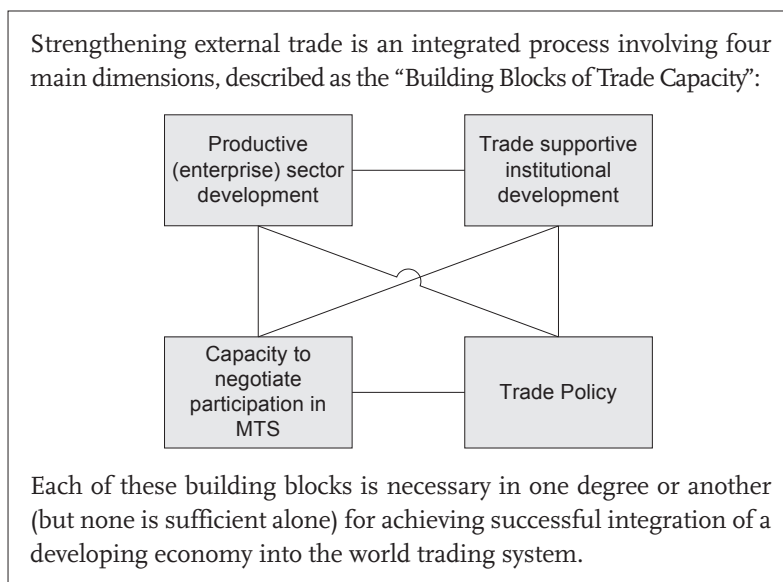 Strengthening external trade is an integrated process involving four
main dimensions, described as the “Building Blocks of Trade Capacity”:
Productive
(enterprise) sector
development
Trade supportive
institutional
development
Capacity to
negotiate
participation in
MTS
Trade Policy
Each of these building blocks is necessary in one degree or another
(but none is sufficient alone) for achieving successful integration of a
developing economy into the world trading system.